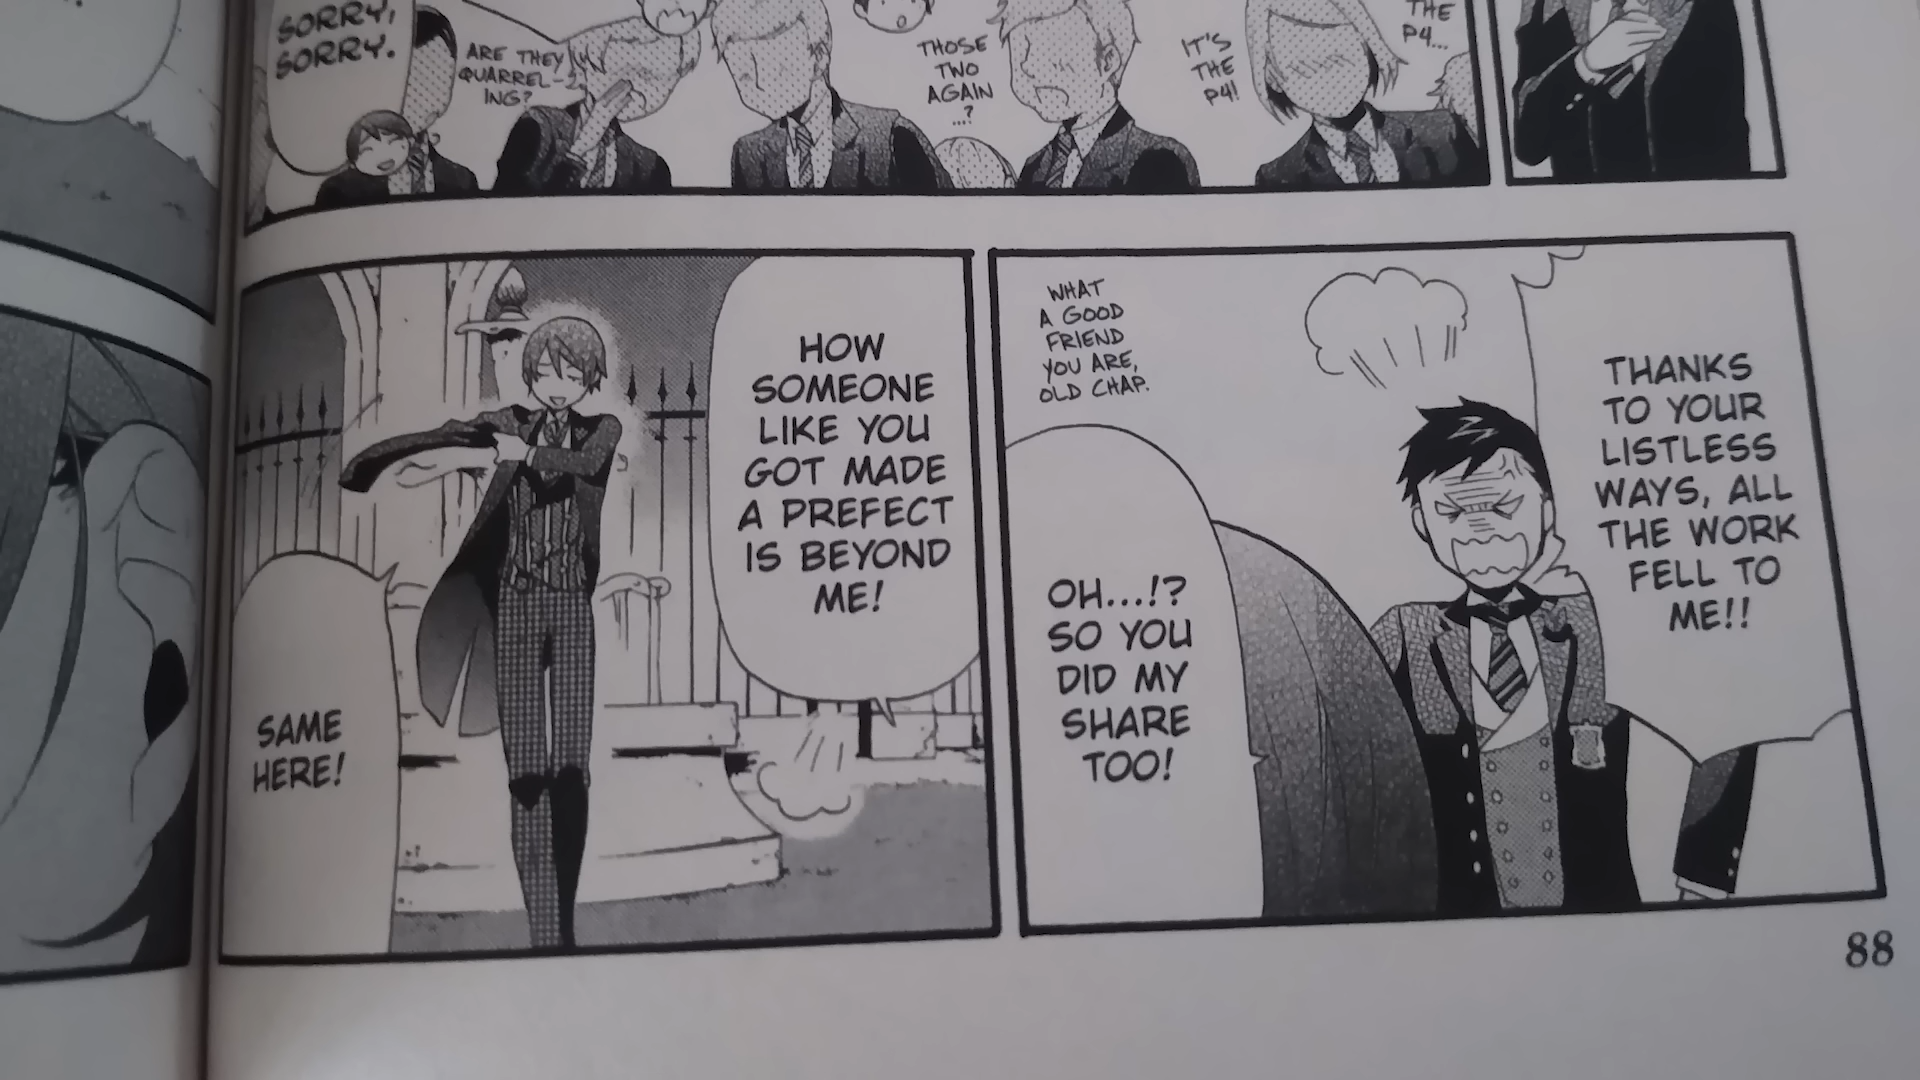 THE
P4...
IT'S
THE
P4!
THOSE
TWO
AGAIN
...?
ARE THEY
QUARREL-
ING?
SORRY,
SORRY.
THANKS
TO YOUR
LISTLESS
WAYS, ALL
THE WORK
FELL TO
ME!!
WHAT
A GOOD
FRIEND
YOU ARE,
OLD CHAP.
OH...!?
SO YOU
DID MY
SHARE
TOO!
HOW
SOMEONE
LIKE YOU
GOT MADE
A PREFECT
IS BEYOND
ME!
SAME
HERE!
88